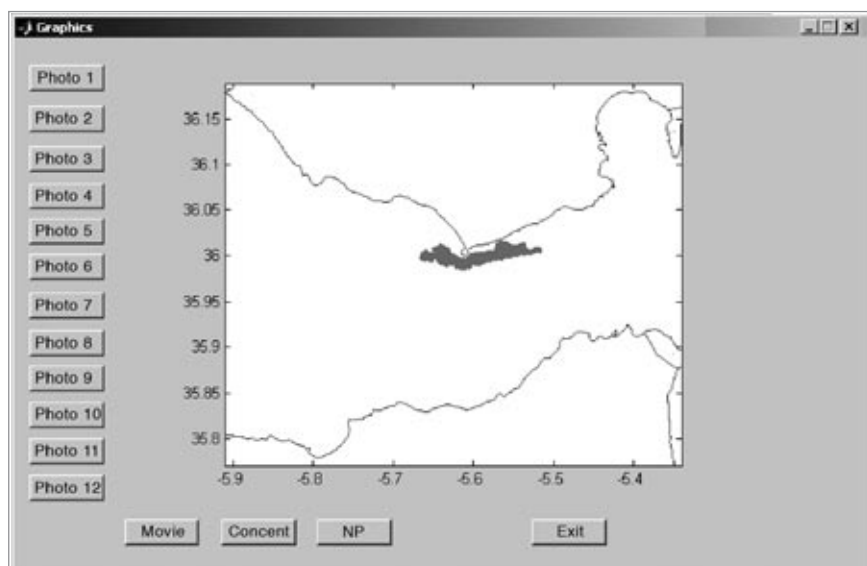 Graphics
Photo 1
Photo 2
Photo 3
Photo 4
Photo 5
Photo 6
Photo 7
Photo 8
Photo 9
Photo 10
Photo 11
Photo 12
36.15
36.1
36.05
36
35.95
35.9
35.85
35.8
-5.9 -5.8 -5.7 -5.6 -5.5 -5.4
Movie Concent NP Exit